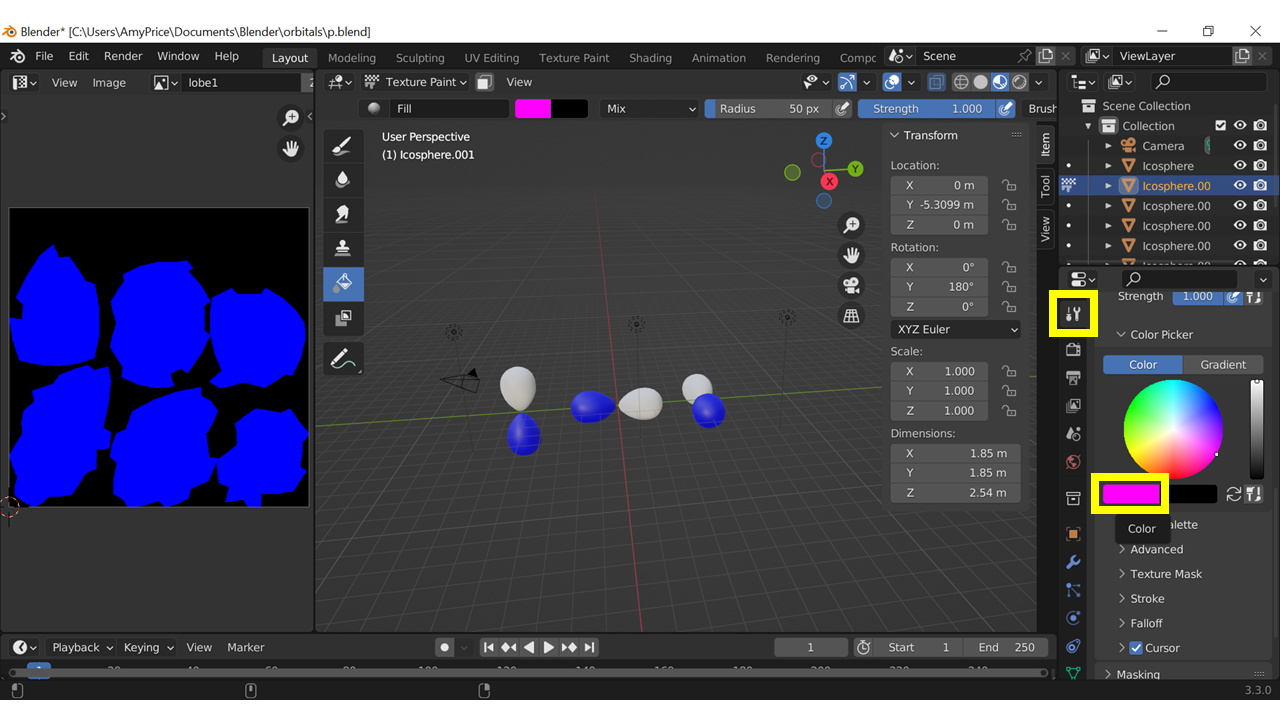 Blender* [C:\Users\AmyPrice\Documents\Blender\orbitals\p.blend]
File Edit Render Window Help Layout Modeling Sculpting UV Editing Texture Paint Shading Animation Rendering Compc Scene ViewLayer
View Image lobe1 Texture Paint View
Fill Mix Radius 50 px Strength 1.000 Brush
User Perspective
(1) Icosphere.001
Z
Y
X
Transform
Location:
X 0 m
Y -5.3099 m
Z 0 m
Rotation:
X 0°
Y 180°
Z 0°
XYZ Euler
Scale:
X 1.000
Y 1.000
Z 1.000
Dimensions:
X 1.85 m
Y 1.85 m
Z 2.54 m
Item
Tool
View
Scene Collection
Collection
Camera
Icosphere
Icosphere.00
Icosphere.00
Icosphere.00
Icosphere.00
Strength 1.000
Color Picker
Color Gradient
Color
alette
Advanced
Texture Mask
Stroke
Falloff
Cursor
Masking
Playback Keying View Marker 1 Start 1 End 250
1 20 40 60 80 100 120 140 160 180 200 220 240
3.3.0